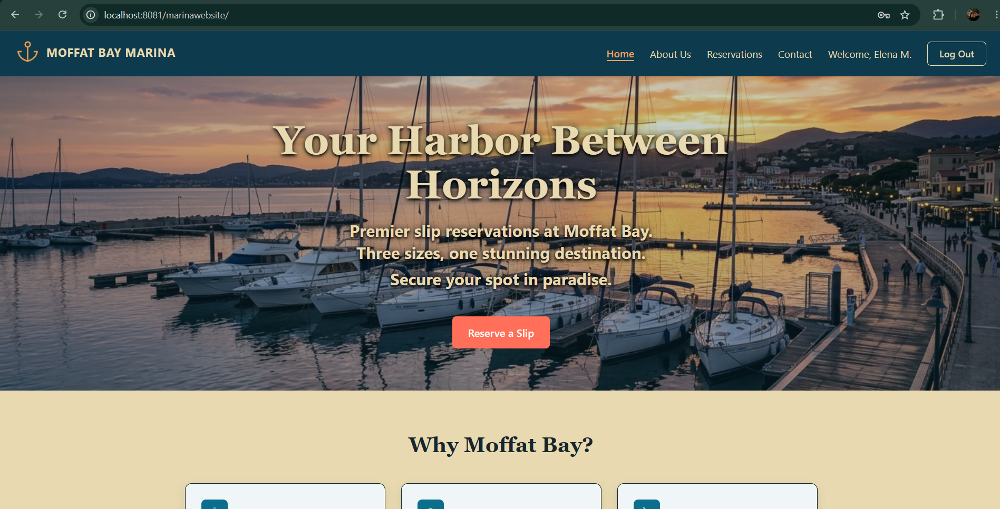 localhost:8081/marinawebsite/
MOFFAT BAY MARINA
Home
About Us
Reservations
Contact
Welcome, Elena M.
Log Out
Your Harbor Between
Horizons
Premier slip reservations at Moffat Bay.
Three sizes, one stunning destination.
Secure your spot in paradise.
Reserve a Slip
Why Moffat Bay?